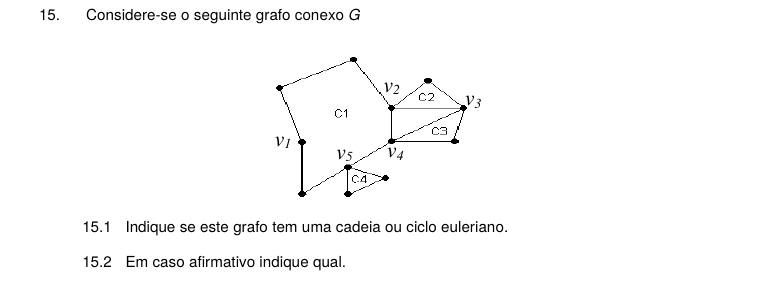 15. Considere-se o seguinte grafo conexo G
v2
C2
v3
C1
C3
v1
v5
v4
C4
15.1 Indique se este grafo tem uma cadeia ou ciclo euleriano.
15.2 Em caso afirmativo indique qual.